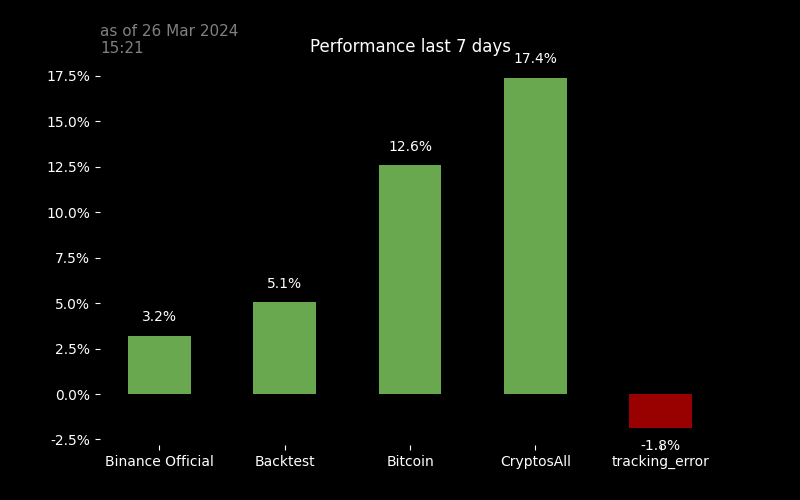 as of 26 Mar 2024
15:21
Performance last 7 days
17.4%
17.5%
15.0%
12.6%
12.5%
10.0%
7.5%
5.1%
5.0%
3.2%
2.5%
0.0%
-2.5%
-1.8%
Binance Official
Backtest
Bitcoin
CryptosAll
tracking_error